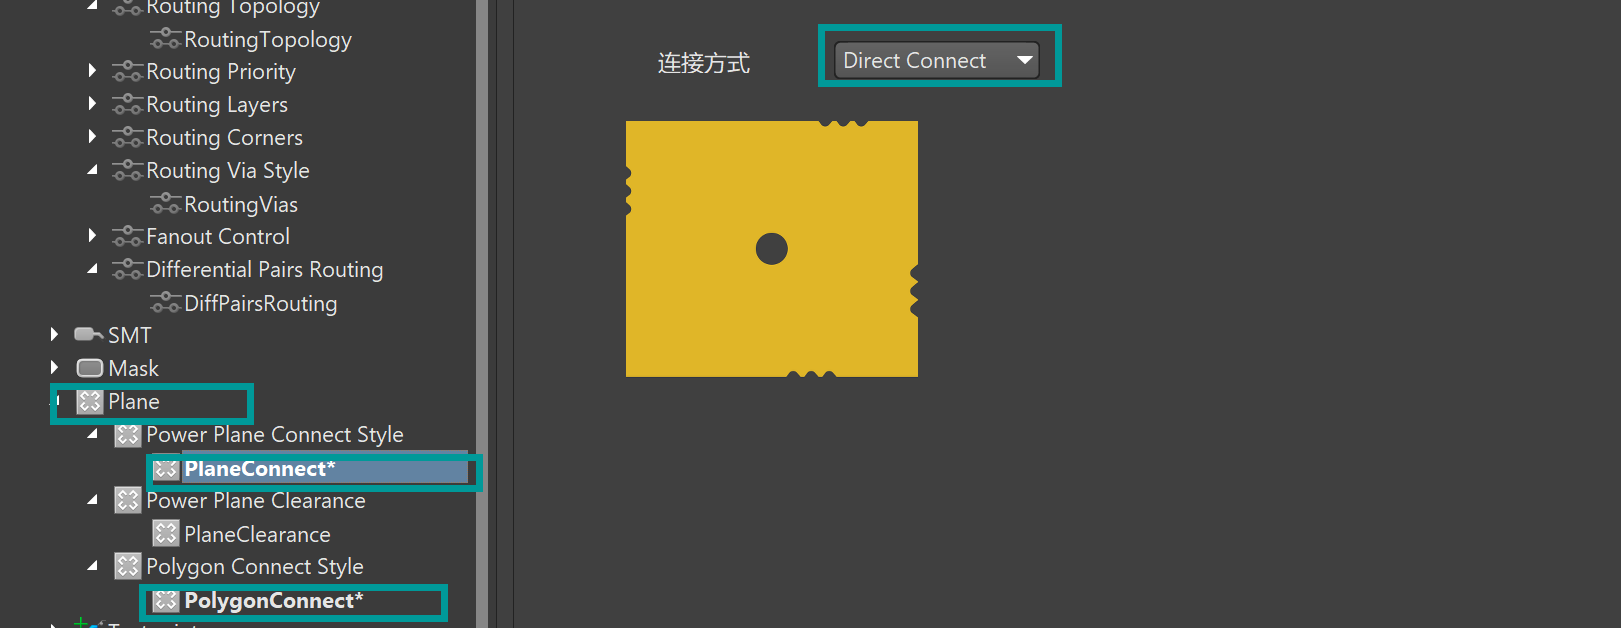 Routing Topology
RoutingTopology
Routing Priority
Routing Layers
Routing Corners
Routing Via Style
RoutingVias
Fanout Control
Differential Pairs Routing
DiffPairsRouting
SMT
Mask
Plane
Power Plane Connect Style
PlaneConnect*
Power Plane Clearance
PlaneClearance
Polygon Connect Style
PolygonConnect*
连接方式
Direct Connect